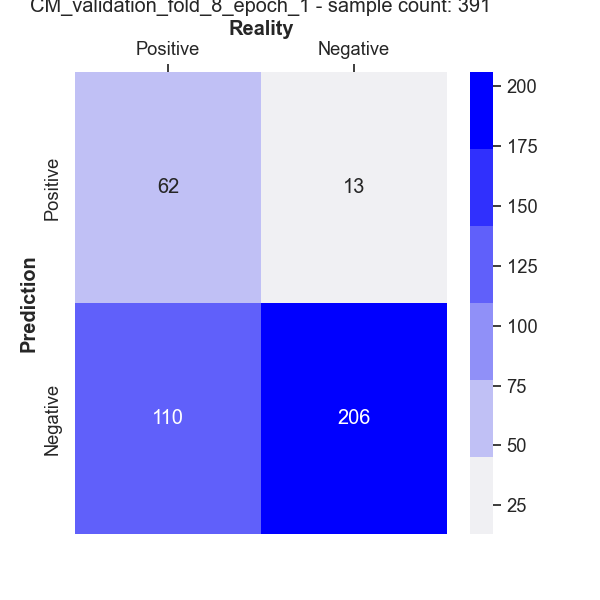 CM_validation_fold_8_epoch_1 - sample count: 391
Reality
Positive Negative
Prediction
Positive
Negative
62 13
110 206
200
175
150
125
100
75
50
25